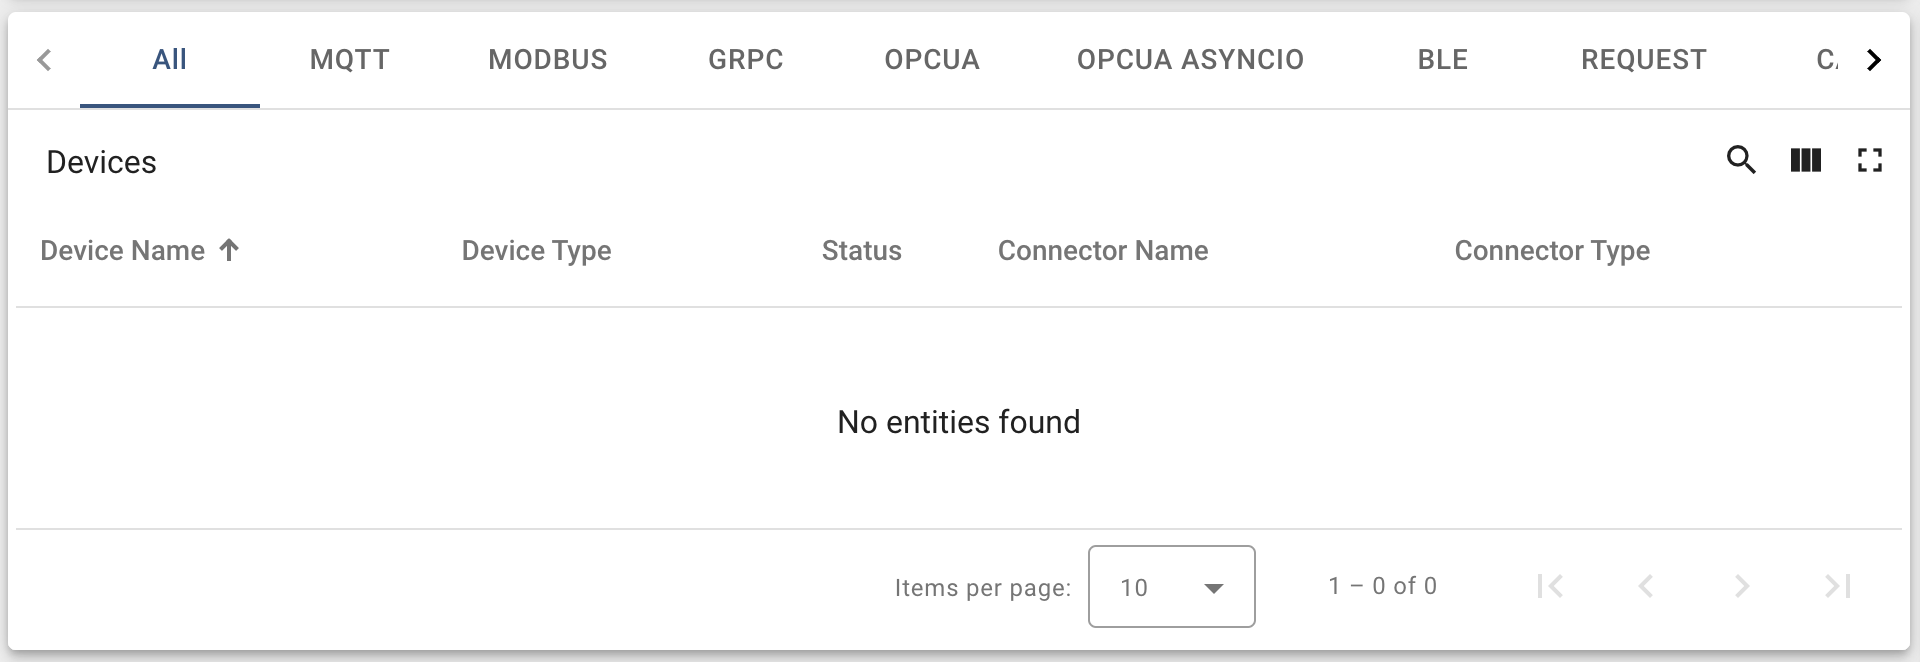 All MQTT MODBUS GRPC OPCUA OPCUA ASYNCIO BLE REQUEST
Devices
Device Name Device Type Status Connector Name Connector Type
No entities found
Items per page: 10 1 – 0 of 0